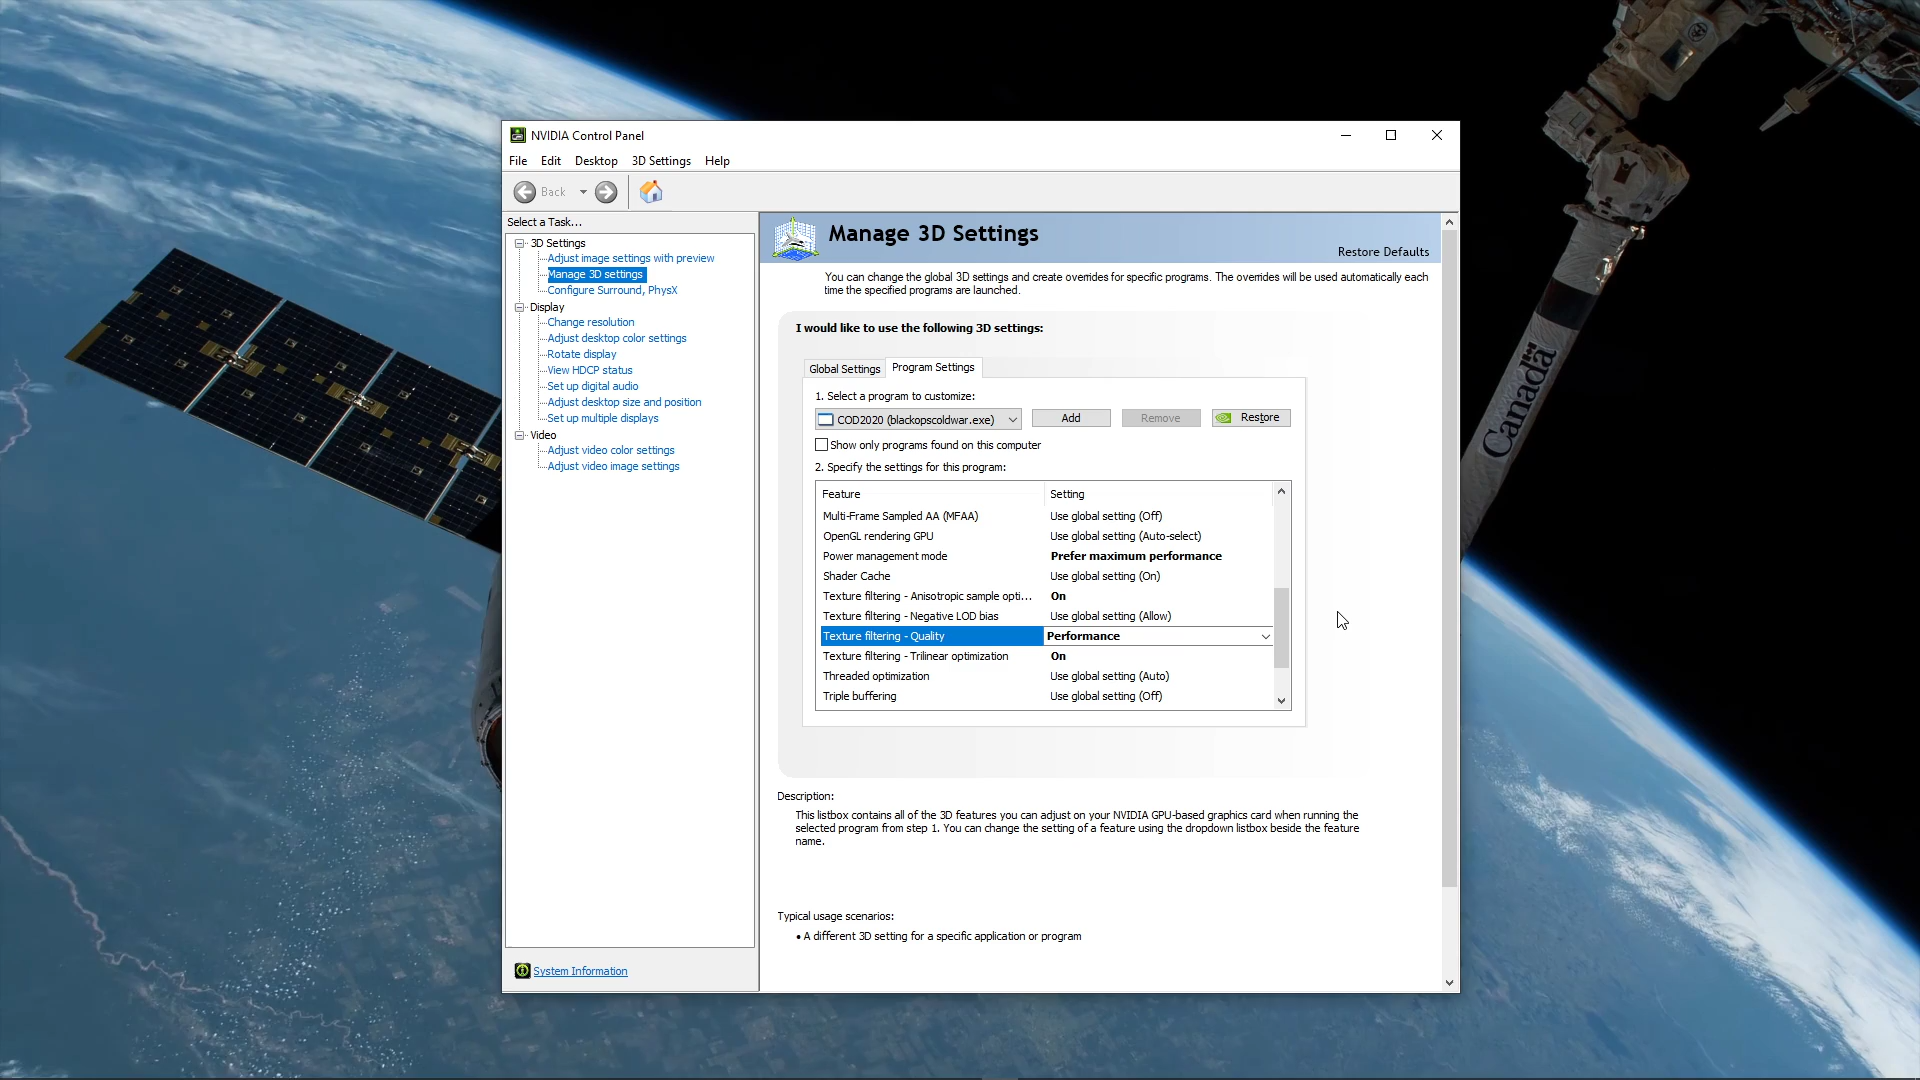 NVIDIA Control Panel
File Edit Desktop 3D Settings Help
Back
Select a Task...
3D Settings
Adjust image settings with preview
Manage 3D settings
Configure Surround, PhysX
Display
Change resolution
Adjust desktop color settings
Rotate display
View HDCP status
Set up digital audio
Adjust desktop size and position
Set up multiple displays
Video
Adjust video color settings
Adjust video image settings
System Information
Manage 3D Settings
Restore Defaults
You can change the global 3D settings and create overrides for specific programs. The overrides will be used automatically each
time the specified programs are launched.
I would like to use the following 3D settings:
Global Settings Program Settings
1. Select a program to customize:
COD2020 (blackopscoldwar.exe) Add Remove Restore
Show only programs found on this computer
2. Specify the settings for this program:
Feature Setting
Multi-Frame Sampled AA (MFAA) Use global setting (Off)
OpenGL rendering GPU Use global setting (Auto-select)
Power management mode Prefer maximum performance
Shader Cache Use global setting (On)
Texture filtering - Anisotropic sample opti... On
Texture filtering - Negative LOD bias Use global setting (Allow)
Texture filtering - Quality Performance
Texture filtering - Trilinear optimization On
Threaded optimization Use global setting (Auto)
Triple buffering Use global setting (Off)
Description:
This listbox contains all of the 3D features you can adjust on your NVIDIA GPU-based graphics card when running the
selected program from step 1. You can change the setting of a feature using the dropdown listbox beside the feature
name.
Typical usage scenarios:
• A different 3D setting for a specific application or program
Canada